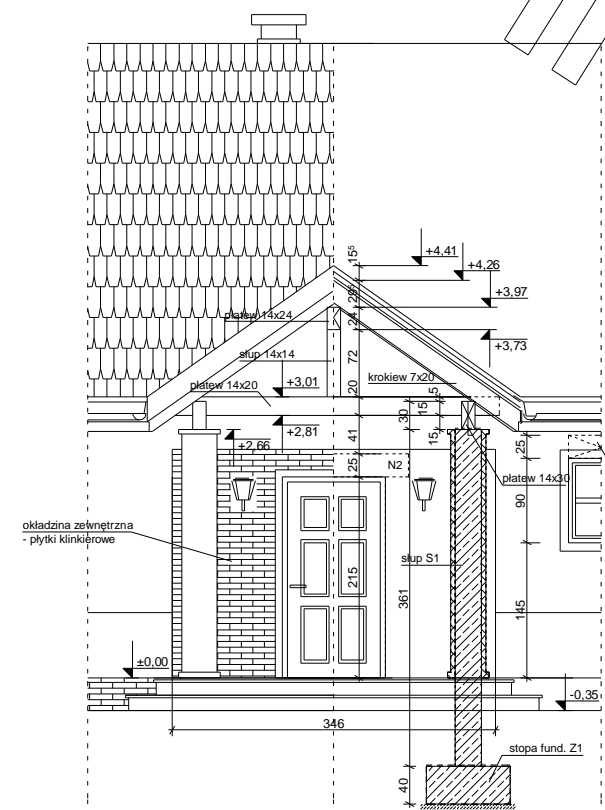 +4,41
15⁵
+4,26
29⁵
+3,97
płatew 14x24
24
+3,73
słup 14x14
72
krokiew 7x20
płatew 14x20
+3,01
20
5
15
30
+2,81
41
15
+2,66
25
N2
25
płatew 14x30
90
okładzina zewnętrzna
- płytki klinkierowe
słup S1
215
361
145
±0,00
-0,35
346
stopa fund. Z1
40